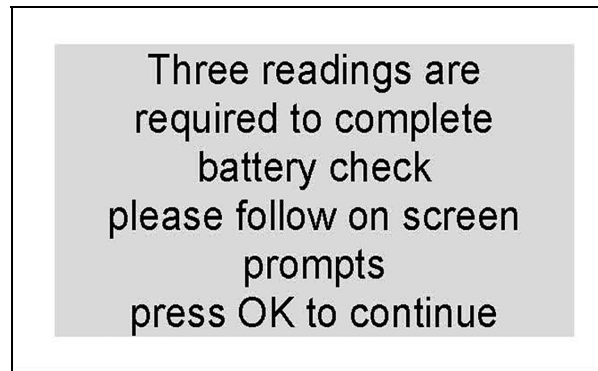 Three readings are
required to complete
battery check
please follow on screen
prompts
press OK to continue